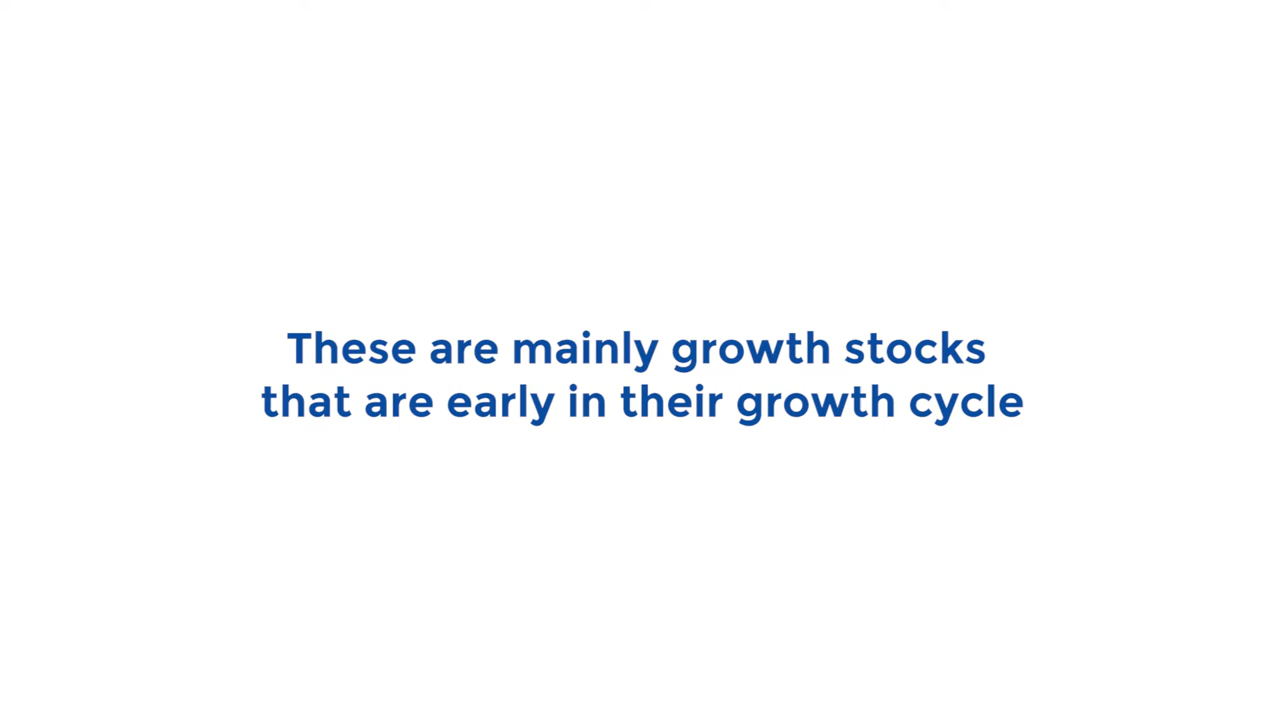 These are mainly growth stocks
that are early in their growth cycle